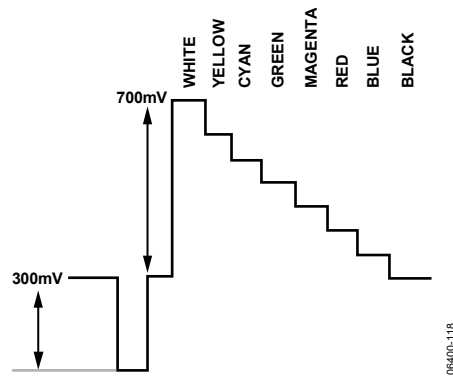 WHITE
YELLOW
CYAN
GREEN
MAGENTA
RED
BLUE
BLACK
700mV
300mV
06400-118